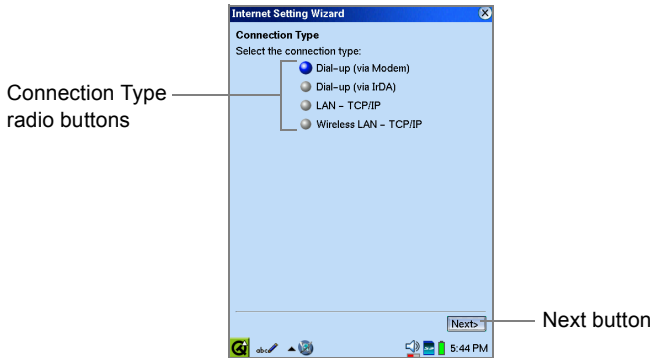 Internet Setting Wizard
Connection Type
Select the connection type:
Dial-up (via Modem)
Dial-up (via IrDA)
LAN - TCP/IP
Wireless LAN - TCP/IP
Connection Type
radio buttons
Next>
Next button
abc
5:44 PM